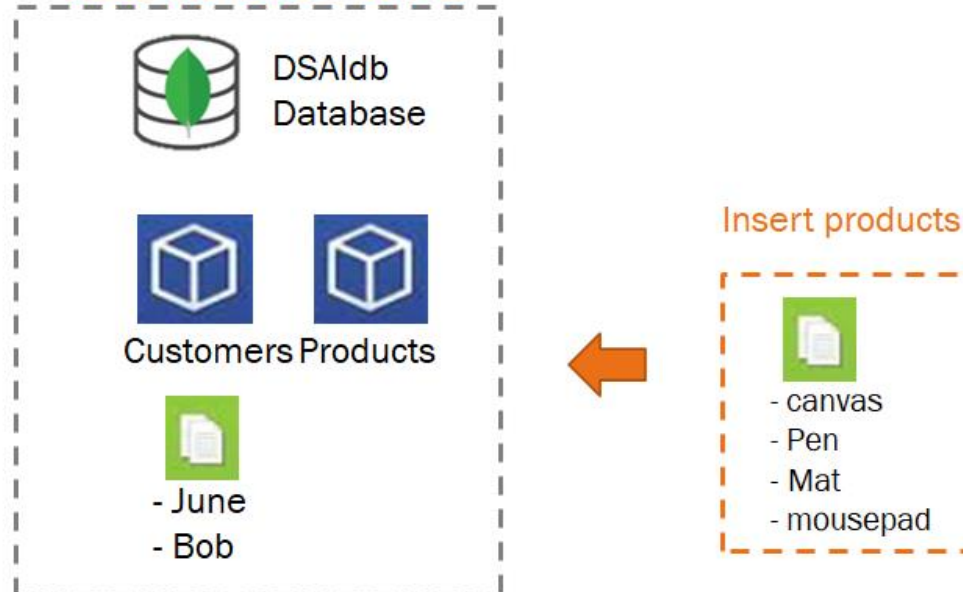 DSAIdb
Database
Customers Products
- June
- Bob
Insert products
- canvas
- Pen
- Mat
- mousepad